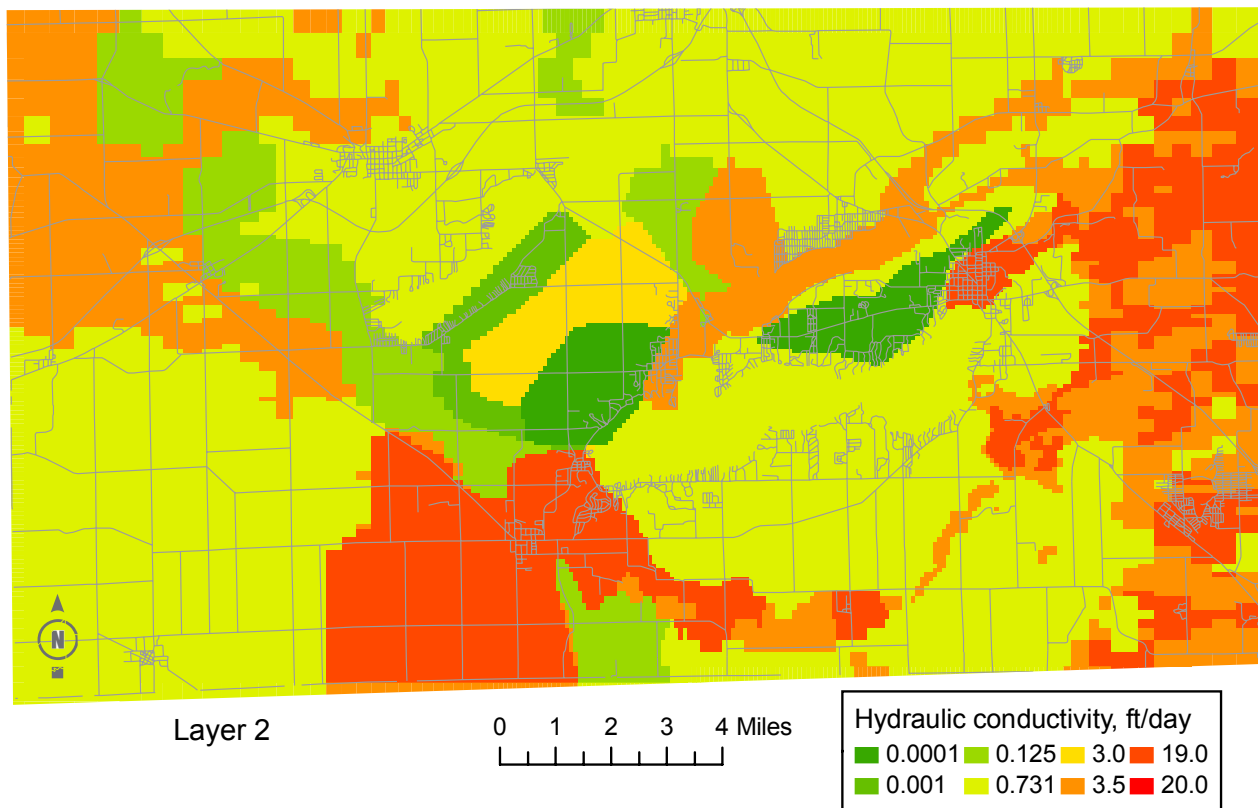 N
Layer 2
0 1 2 3 4 Miles
Hydraulic conductivity, ft/day
0.0001 0.125 3.0 19.0
0.001 0.731 3.5 20.0